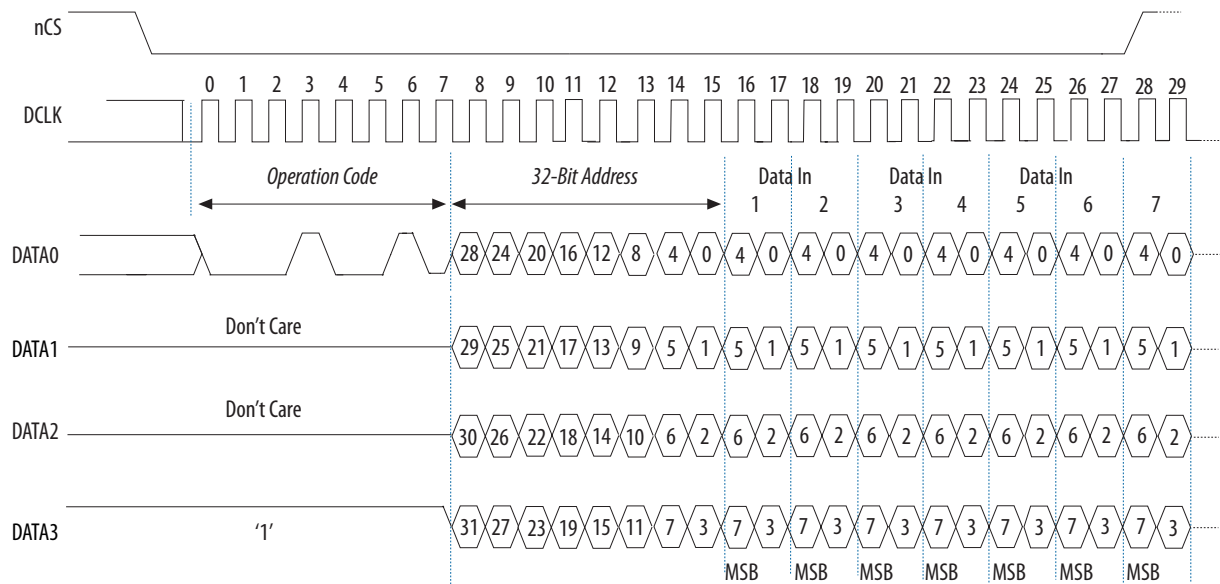 nCS
0 1 2 3 4 5 6 7 8 9 10 11 12 13 14 15 16 17 18 19 20 21 22 23 24 25 26 27 28 29
DCLK
Operation Code 32-Bit Address Data In Data In Data In
1 2 3 4 5 6 7
DATA0 28 24 20 16 12 8 4 0 4 0 4 0 4 0 4 0 4 0 4 0 4 0
Don't Care
DATA1 29 25 21 17 13 9 5 1 5 1 5 1 5 1 5 1 5 1 5 1 5 1
Don't Care
DATA2 30 26 22 18 14 10 6 2 6 2 6 2 6 2 6 2 6 2 6 2 6 2
DATA3 '1' 31 27 23 19 15 11 7 3 7 3 7 3 7 3 7 3 7 3 7 3 7 3
MSB MSB MSB MSB MSB MSB MSB